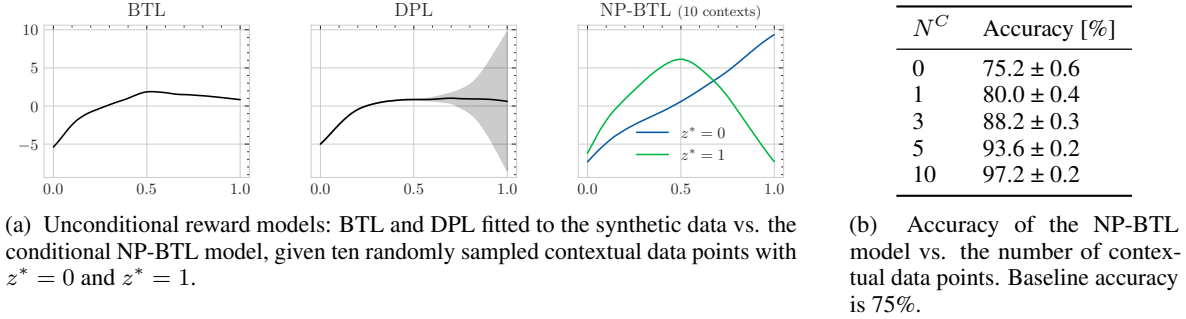 BTL
DPL
NP-BTL (10 contexts)
10
5
0
−5
0.0 0.5 1.0
0.0 0.5 1.0
z* = 0
z* = 1
0.0 0.5 1.0
(a) Unconditional reward models: BTL and DPL fitted to the synthetic data vs. the
conditional NP-BTL model, given ten randomly sampled contextual data points with
z* = 0 and z* = 1.
N^C Accuracy [%]
0 75.2 ± 0.6
1 80.0 ± 0.4
3 88.2 ± 0.3
5 93.6 ± 0.2
10 97.2 ± 0.2
(b) Accuracy of the NP-BTL
model vs. the number of contex-
tual data points. Baseline accuracy
is 75%.